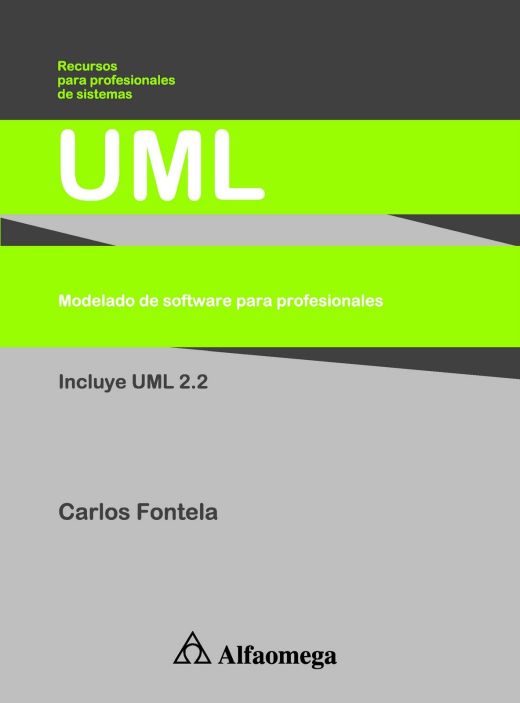 Recursos
para profesionales
de sistemas
UML
Modelado de software para profesionales
Incluye UML 2.2
Carlos Fontela
Alfaomega